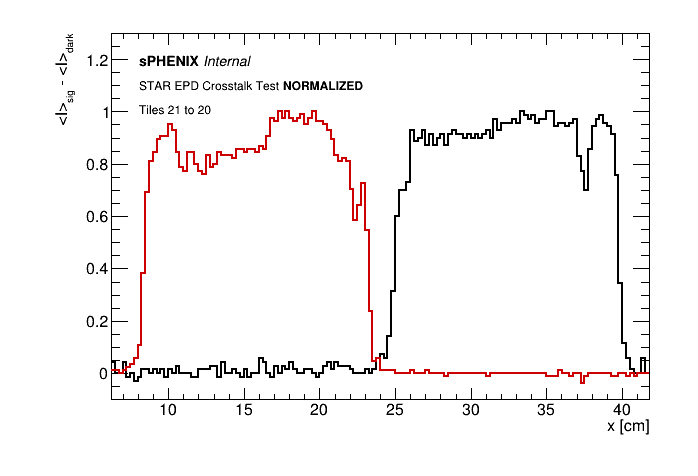 <I>sig - <I>dark
sPHENIX Internal
STAR EPD Crosstalk Test NORMALIZED
Tiles 21 to 20
1.2
1
0.8
0.6
0.4
0.2
0
10 15 20 25 30 35 40
x [cm]